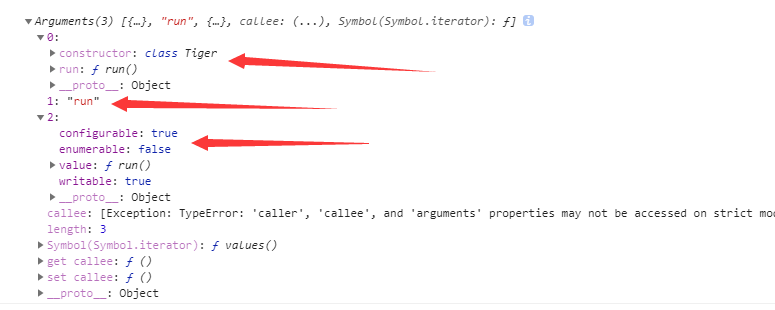 Arguments(3) [{…}, "run", {…}, callee: (...), Symbol(Symbol.iterator): ƒ]
0:
constructor: class Tiger
run: ƒ run()
__proto__: Object
1: "run"
2:
configurable: true
enumerable: false
value: ƒ run()
writable: true
__proto__: Object
callee: [Exception: TypeError: 'caller', 'callee', and 'arguments' properties may not be accessed on strict mo
length: 3
Symbol(Symbol.iterator): ƒ values()
get callee: ƒ ()
set callee: ƒ ()
__proto__: Object